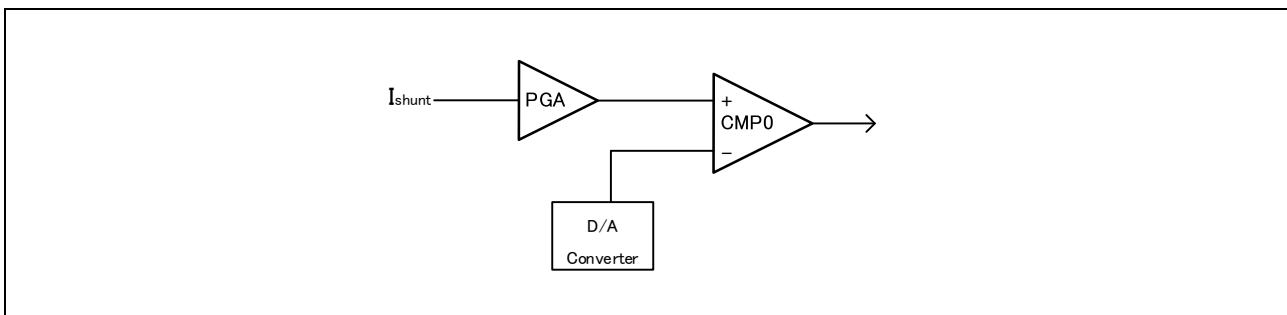 Ishunt
PGA
+
CMP0
−
D/A
Converter